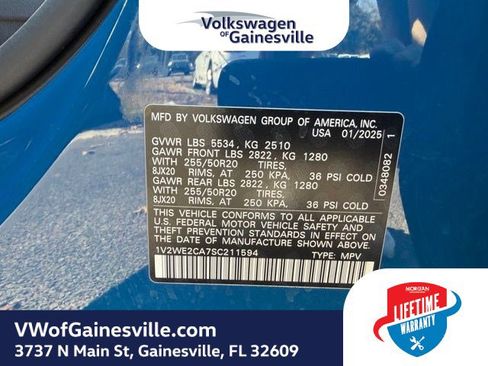 Volkswagen
of Gainesville
MFD BY VOLKSWAGEN GROUP OF AMERICA, INC.
USA 01/2025
GVWR LBS 5534, KG 2510
GAWR FRONT LBS 2822, KG 1280
WITH 255/50R20 TIRES,
8JX20 RIMS, AT 250 KPA, 36 PSI COLD
GAWR REAR LBS 2822, KG 1280
WITH 255/50R20 TIRES,
8JX20 RIMS, AT 250 KPA, 36 PSI COLD
THIS VEHICLE CONFORMS TO ALL APPLICABLE
U.S. FEDERAL MOTOR VEHICLE SAFETY
STANDARDS IN EFFECT ON THE DATE OF
MANUFACTURE SHOWN ABOVE.
1V2WE2CA7SC211594 TYPE: MPV
0348082 1
MORGAN
LIFETIME
WARRANTY
VWofGainesville.com
3737 N Main St, Gainesville, FL 32609